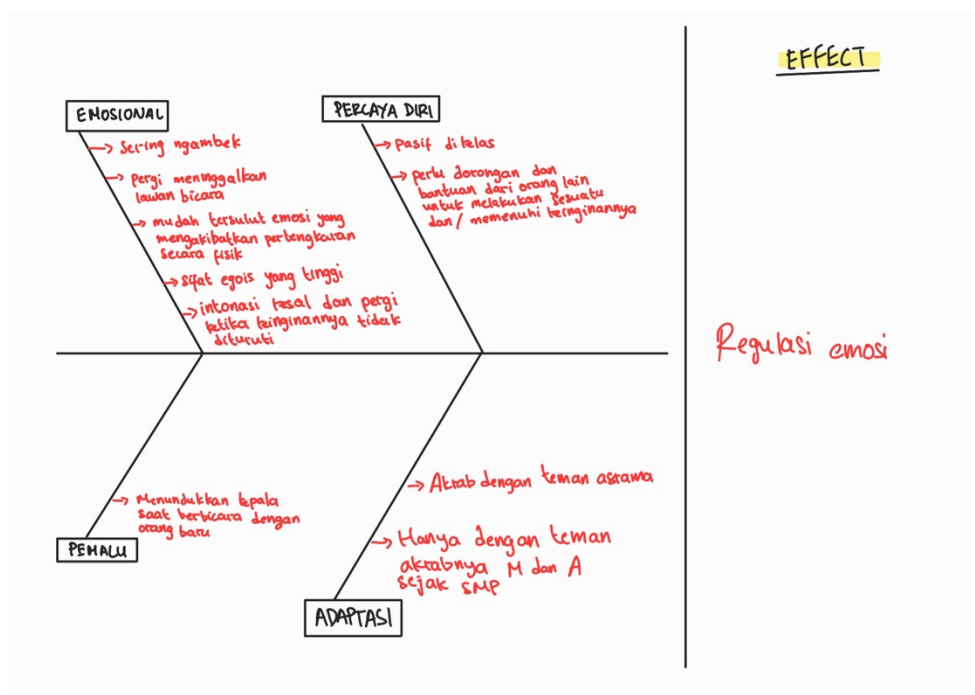 EFFECT
EMOSIONAL
→ Sering ngambek
→ pergi meninggalkan
lawan bicara
→ mudah tersulut emosi yang
mengakibatkan pertengkaran
secara fisik
→ sifat egois yang tinggi
→ intonasi kesal dan pergi
ketika keinginannya tidak
dituruti
PERCAYA DIRI
→ pasif di kelas
→ perlu dorongan dan
bantuan dari orang lain
untuk melakukan sesuatu
dan/ memenuhi keinginannya
Regulasi emosi
→ Menundukkan kepala
saat berbicara dengan
orang baru
PEMALU
→ Akrab dengan teman asrama
→ Hanya dengan teman
akrabnya M dan A
sejak SMP
ADAPTASI